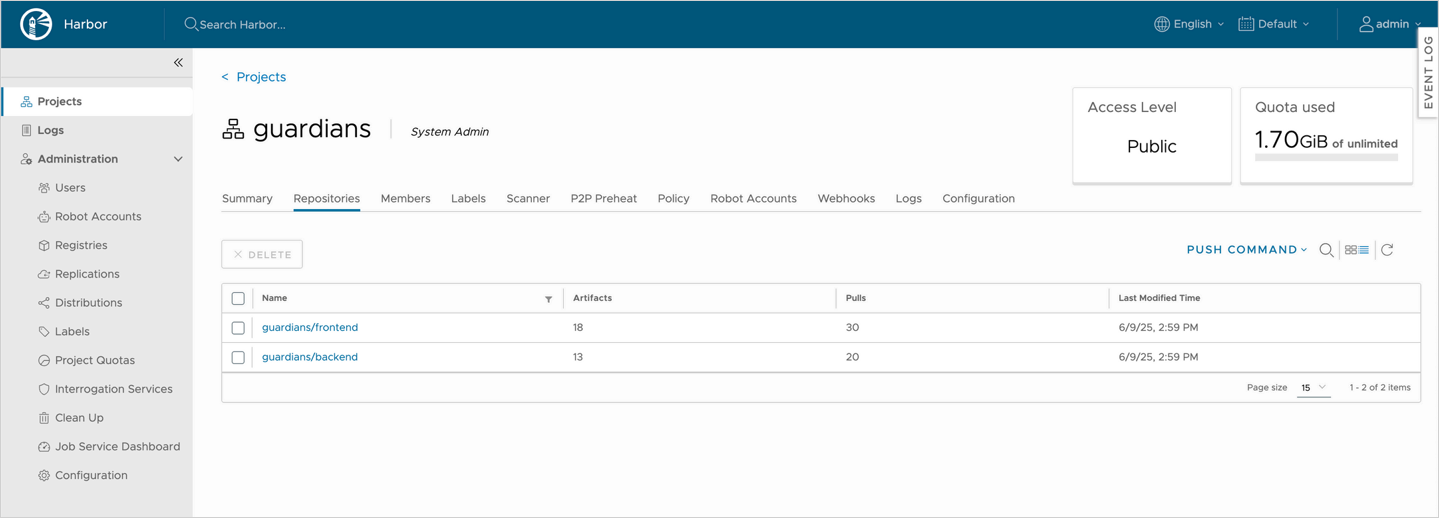 Harbor
Search Harbor...
English
Default
admin
EVENT LOG
Projects
Logs
Administration
Users
Robot Accounts
Registries
Replications
Distributions
Labels
Project Quotas
Interrogation Services
Clean Up
Job Service Dashboard
Configuration
< Projects
guardians
System Admin
Access Level
Public
Quota used
1.70GiB of unlimited
Summary Repositories Members Labels Scanner P2P Preheat Policy Robot Accounts Webhooks Logs Configuration
DELETE
PUSH COMMAND
Name Artifacts Pulls Last Modified Time
guardians/frontend 18 30 6/9/25, 2:59 PM
guardians/backend 13 20 6/9/25, 2:59 PM
Page size 15 1 - 2 of 2 items